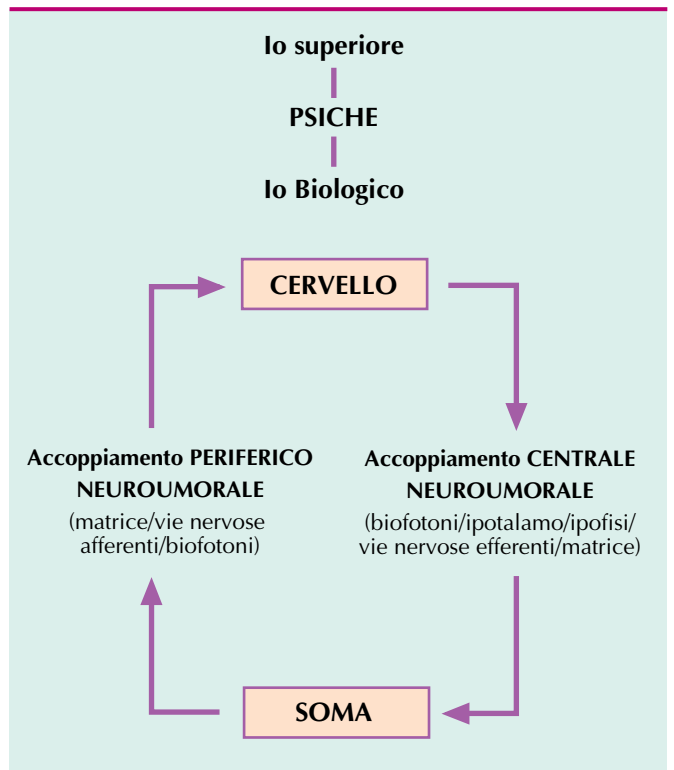 Io superiore
PSICHE
Io Biologico
CERVELLO
Accoppiamento PERIFERICO
NEUROUMORALE
(matrice/vie nervose
afferenti/biofotoni)
Accoppiamento CENTRALE
NEUROUMORALE
(biofotoni/ipotalamo/ipofisi/
vie nervose efferenti/matrice)
SOMA